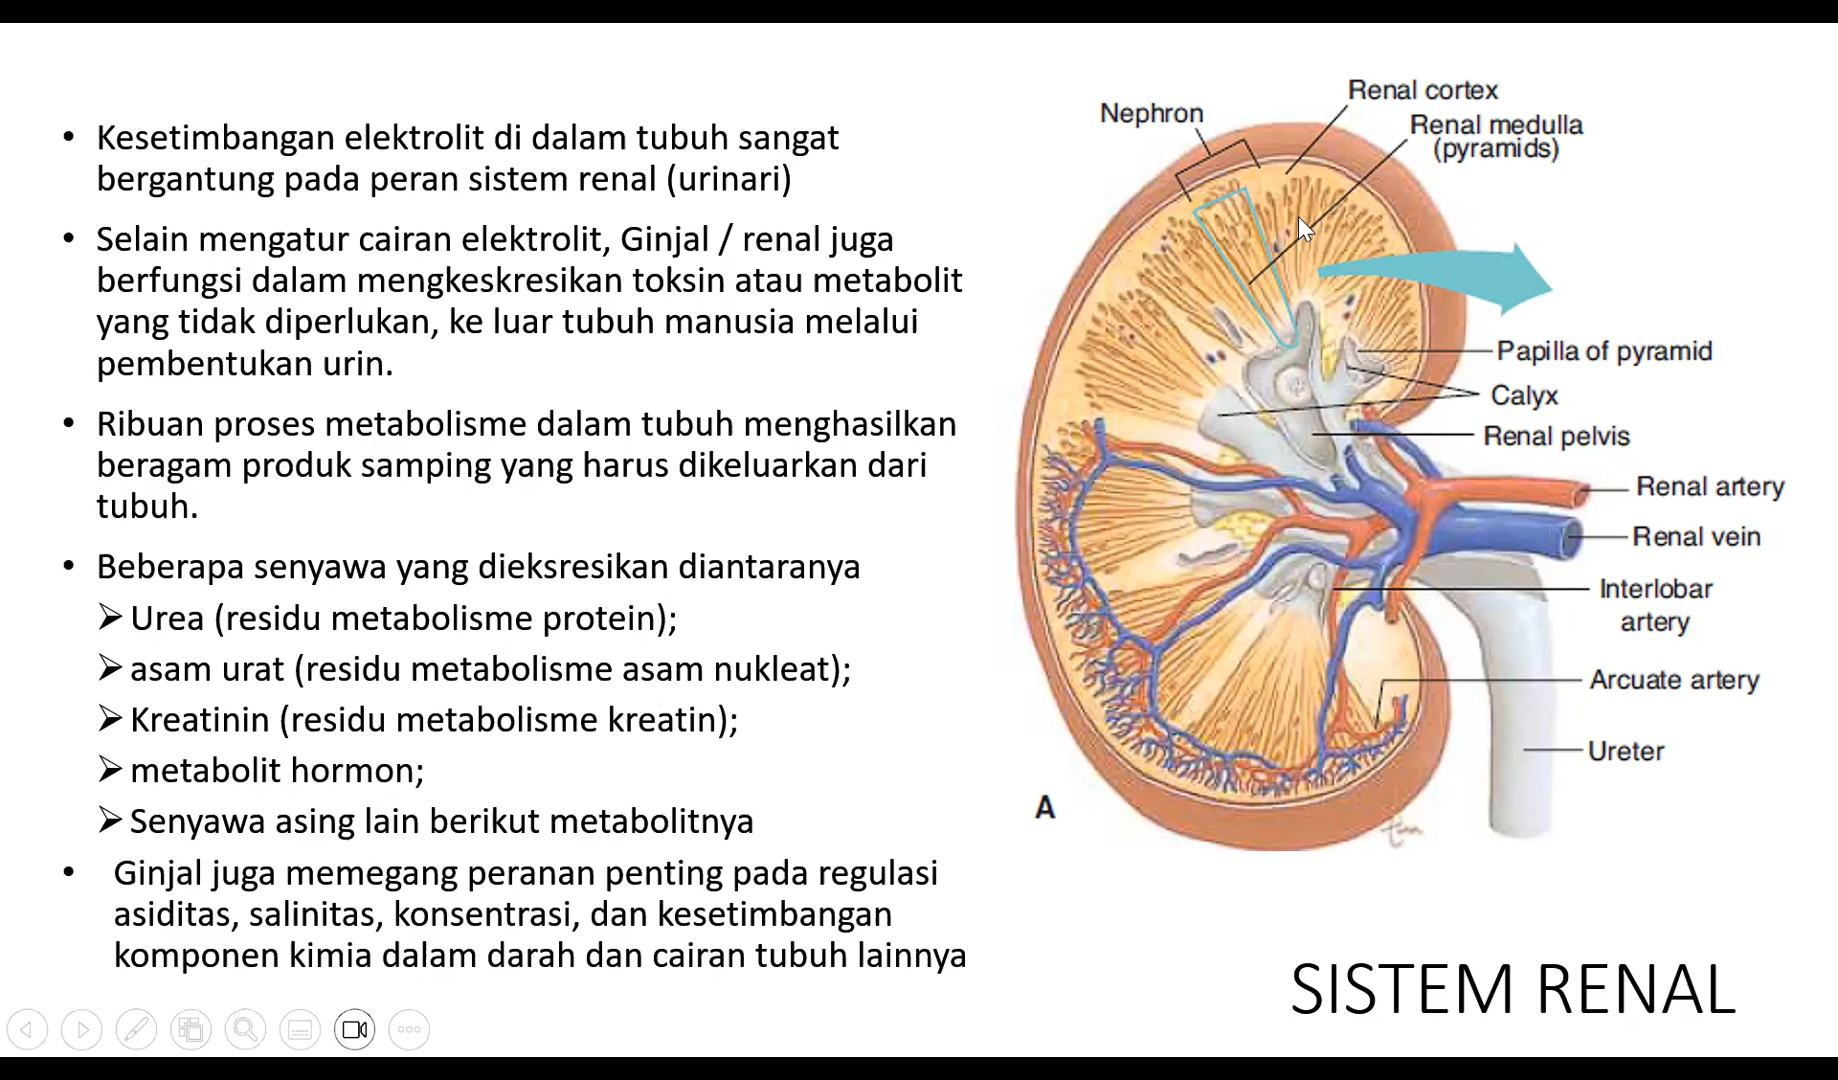 • Kesetimbangan elektrolit di dalam tubuh sangat
bergantung pada peran sistem renal (urinari)
• Selain mengatur cairan elektrolit, Ginjal / renal juga
berfungsi dalam mengkeskresikan toksin atau metabolit
yang tidak diperlukan, ke luar tubuh manusia melalui
pembentukan urin.
• Ribuan proses metabolisme dalam tubuh menghasilkan
beragam produk samping yang harus dikeluarkan dari
tubuh.
• Beberapa senyawa yang dieksresikan diantaranya
➢ Urea (residu metabolisme protein);
➢ asam urat (residu metabolisme asam nukleat);
➢ Kreatinin (residu metabolisme kreatin);
➢ metabolit hormon;
➢ Senyawa asing lain berikut metabolitnya
• Ginjal juga memegang peranan penting pada regulasi
asiditas, salinitas, konsentrasi, dan kesetimbangan
komponen kimia dalam darah dan cairan tubuh lainnya
Nephron
Renal cortex
Renal medulla
(pyramids)
Papilla of pyramid
Calyx
Renal pelvis
Renal artery
Renal vein
Interlobar
artery
Arcuate artery
Ureter
A
SISTEM RENAL